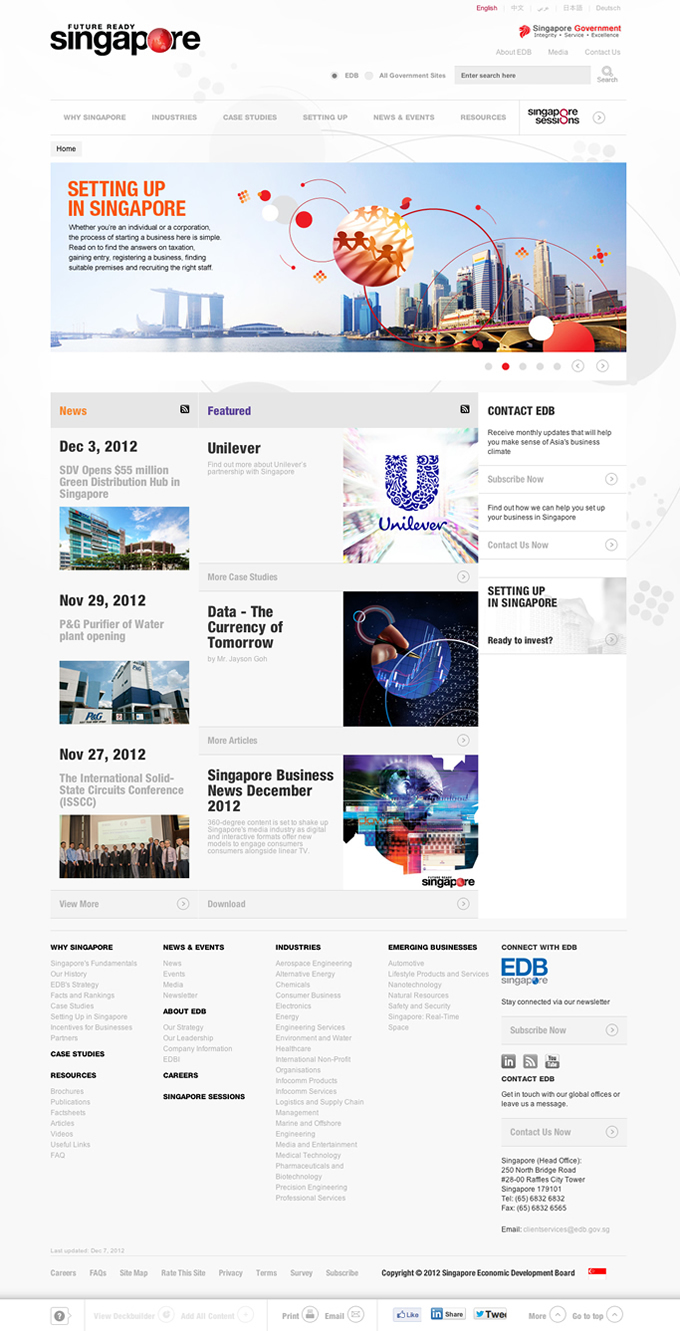 English | 中文 | عربي | 日本語 | Deutsch
FUTURE READY
singapore
Singapore Government
Integrity • Service • Excellence
About EDB Media Contact Us
EDB All Government Sites Enter search here Search
WHY SINGAPORE INDUSTRIES CASE STUDIES SETTING UP NEWS & EVENTS RESOURCES singapore sessions
Home
SETTING UP
IN SINGAPORE
Whether you're an individual or a corporation,
the process of starting a business here is simple.
Read on to find the answers on taxation,
gaining entry, registering a business, finding
suitable premises and recruiting the right staff.
News
Dec 3, 2012
SDV Opens $55 million
Green Distribution Hub in
Singapore
Nov 29, 2012
P&G Purifier of Water
plant opening
P&G
Nov 27, 2012
The International Solid-
State Circuits Conference
(ISSCC)
View More
Featured
Unilever
Find out more about Unilever's
partnership with Singapore
Unilever
More Case Studies
Data - The
Currency of
Tomorrow
by Mr. Jayson Goh
More Articles
Singapore Business
News December
2012
360-degree content is set to shake up
Singapore's media industry as digital
and interactive formats offer new
models to engage consumers
consumers alongside linear TV.
FUTURE READY
singapore
Download
CONTACT EDB
Receive monthly updates that will help
you make sense of Asia's business
climate
Subscribe Now
Find out how we can help you set up
your business in Singapore
Contact Us Now
SETTING UP
IN SINGAPORE
Ready to invest?
WHY SINGAPORE
Singapore's Fundamentals
Our History
EDB's Strategy
Facts and Rankings
Case Studies
Setting Up in Singapore
Incentives for Businesses
Partners
CASE STUDIES
RESOURCES
Brochures
Publications
Factsheets
Articles
Videos
Useful Links
FAQ
NEWS & EVENTS
News
Events
Media
Newsletter
ABOUT EDB
Our Strategy
Our Leadership
Company Information
EDBI
CAREERS
SINGAPORE SESSIONS
INDUSTRIES
Aerospace Engineering
Alternative Energy
Chemicals
Consumer Business
Electronics
Energy
Engineering Services
Environment and Water
Healthcare
International Non-Profit
Organisations
Infocomm Products
Infocomm Services
Logistics and Supply Chain
Management
Marine and Offshore
Engineering
Media and Entertainment
Medical Technology
Pharmaceuticals and
Biotechnology
Precision Engineering
Professional Services
EMERGING BUSINESSES
Automotive
Lifestyle Products and Services
Nanotechnology
Natural Resources
Safety and Security
Singapore: Real-Time
Space
CONNECT WITH EDB
EDB
singapore
Stay connected via our newsletter
Subscribe Now
in You Tube
CONTACT EDB
Get in touch with our global offices or
leave us a message.
Contact Us Now
Singapore (Head Office):
250 North Bridge Road
#28-00 Raffles City Tower
Singapore 179101
Tel: (65) 6832 6832
Fax: (65) 6832 6565
Email: clientservices@edb.gov.sg
Last updated: Dec 7, 2012
Careers FAQs Site Map Rate This Site Privacy Terms Survey Subscribe Copyright © 2012 Singapore Economic Development Board
? View Deckbuilder Add All Content Print Email Like in Share Twee More Go to top